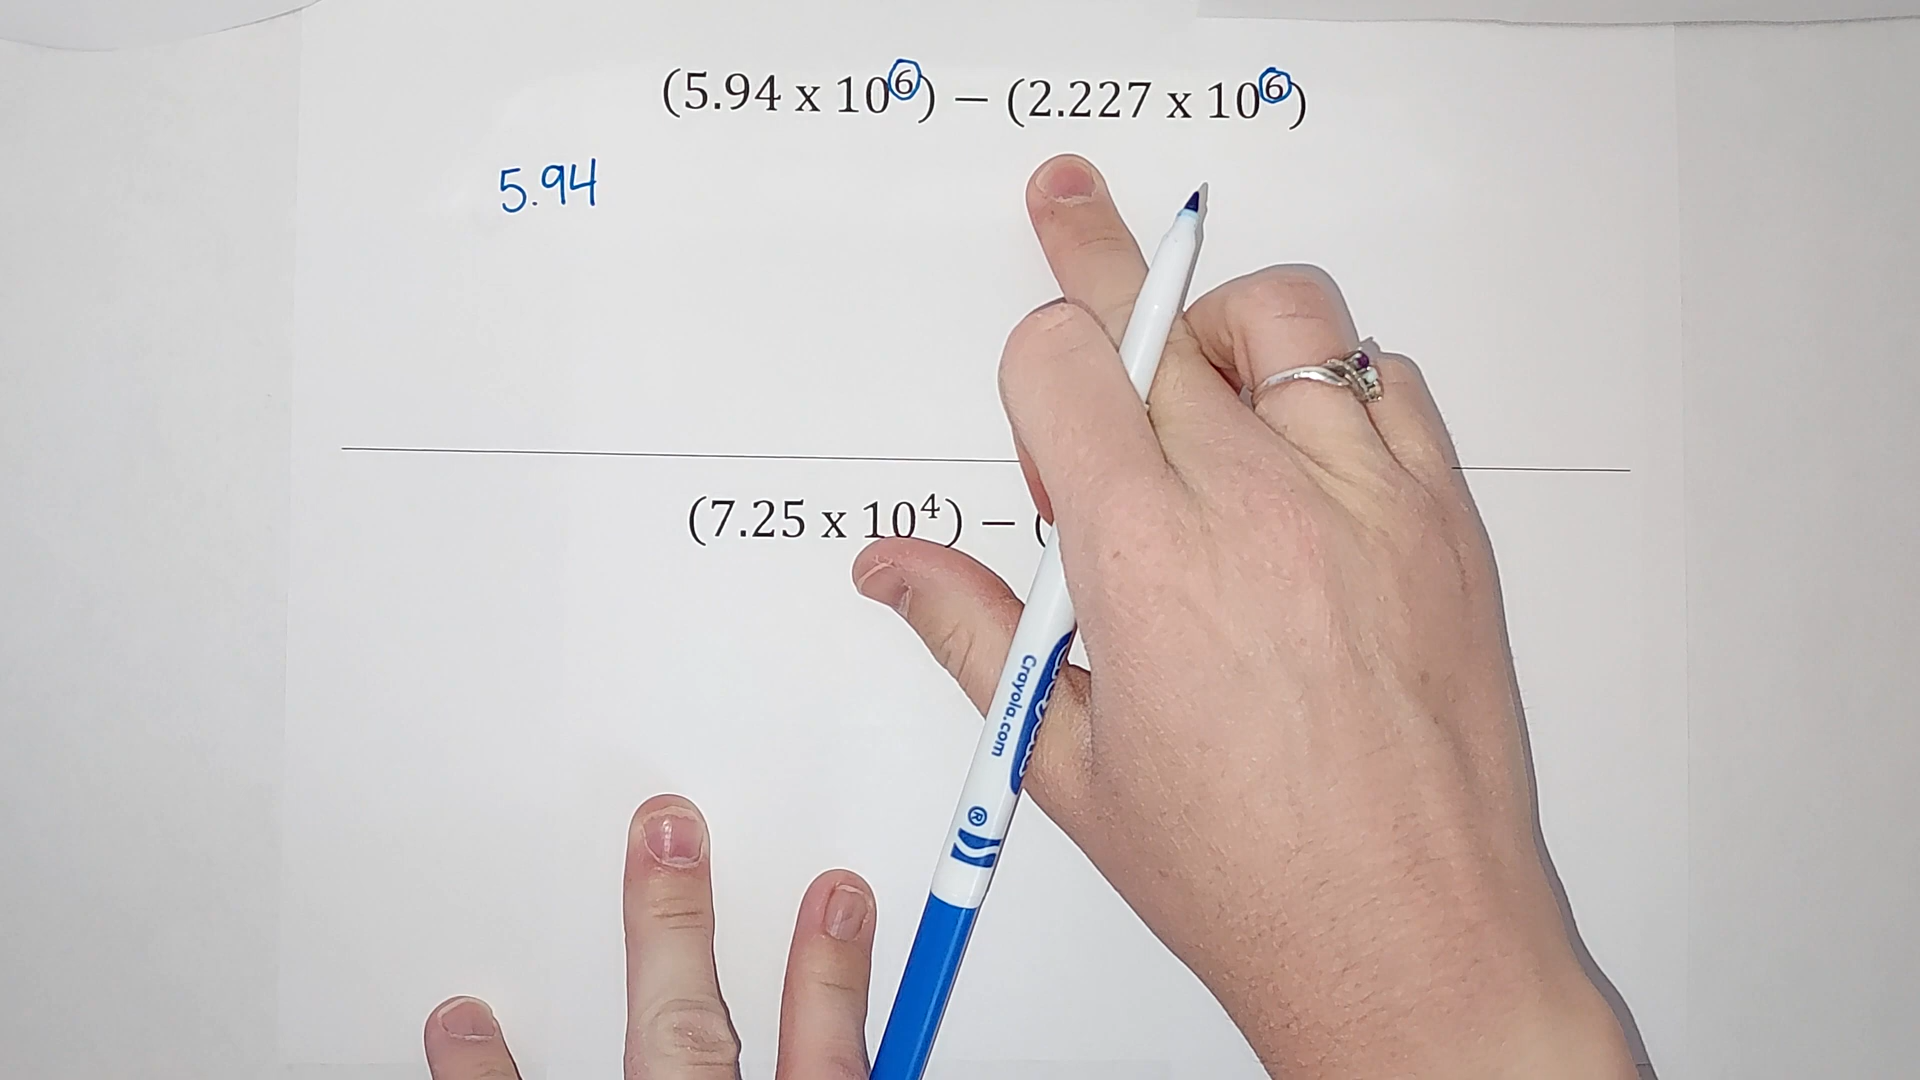 (5.94 x 10⁶) – (2.227 x 10⁶)
5.94
(7.25 x 10⁴) – (
Crayola.com
®